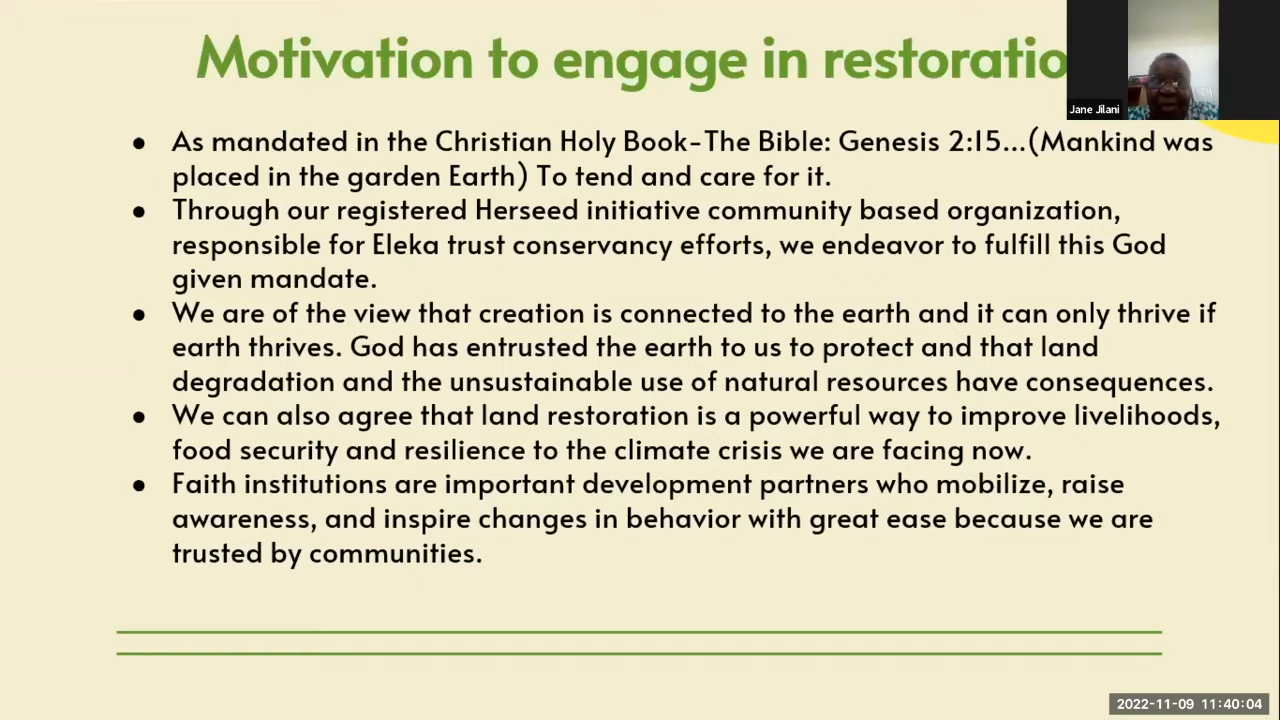 Motivation to engage in restoratio
Jane Jilani
● As mandated in the Christian Holy Book-The Bible: Genesis 2:15...(Mankind was
placed in the garden Earth) To tend and care for it.
● Through our registered Herseed initiative community based organization,
responsible for Eleka trust conservancy efforts, we endeavor to fulfill this God
given mandate.
● We are of the view that creation is connected to the earth and it can only thrive if
earth thrives. God has entrusted the earth to us to protect and that land
degradation and the unsustainable use of natural resources have consequences.
● We can also agree that land restoration is a powerful way to improve livelihoods,
food security and resilience to the climate crisis we are facing now.
● Faith institutions are important development partners who mobilize, raise
awareness, and inspire changes in behavior with great ease because we are
trusted by communities.
2022-11-09 11:40:04